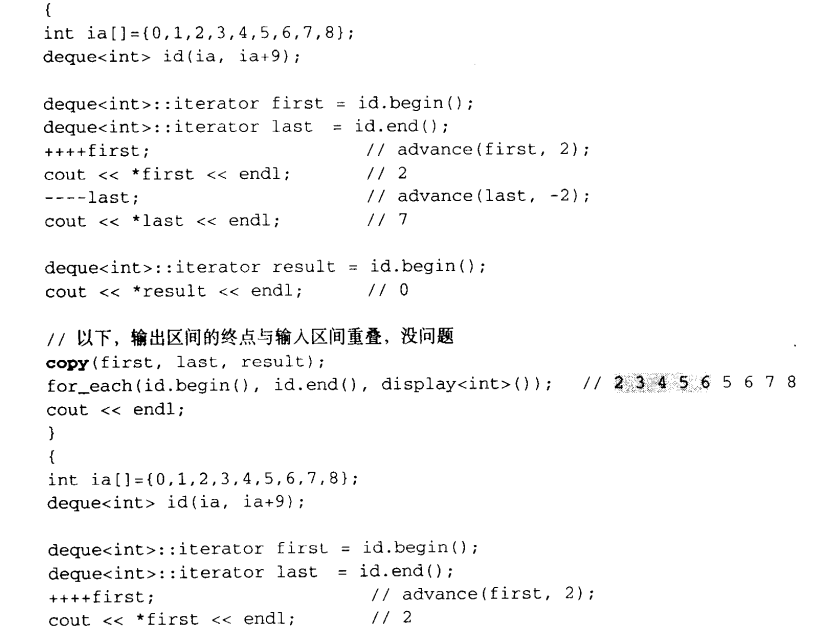 {
int ia[]={0,1,2,3,4,5,6,7,8};
deque<int> id(ia, ia+9);
deque<int>::iterator first = id.begin();
deque<int>::iterator last  = id.end();
++++first;                    // advance(first, 2);
cout << *first << endl;       // 2
----last;                     // advance(last, -2);
cout << *last << endl;        // 7
deque<int>::iterator result = id.begin();
cout << *result << endl;      // 0
// 以下，输出区间的终点与输入区间重叠，没问题
copy(first, last, result);
for_each(id.begin(), id.end(), display<int>());  // 2 3 4 5 6 5 6 7 8
cout << endl;
}
{
int ia[]={0,1,2,3,4,5,6,7,8};
deque<int> id(ia, ia+9);
deque<int>::iterator first = id.begin();
deque<int>::iterator last  = id.end();
++++first;                    // advance(first, 2);
cout << *first << endl;       // 2